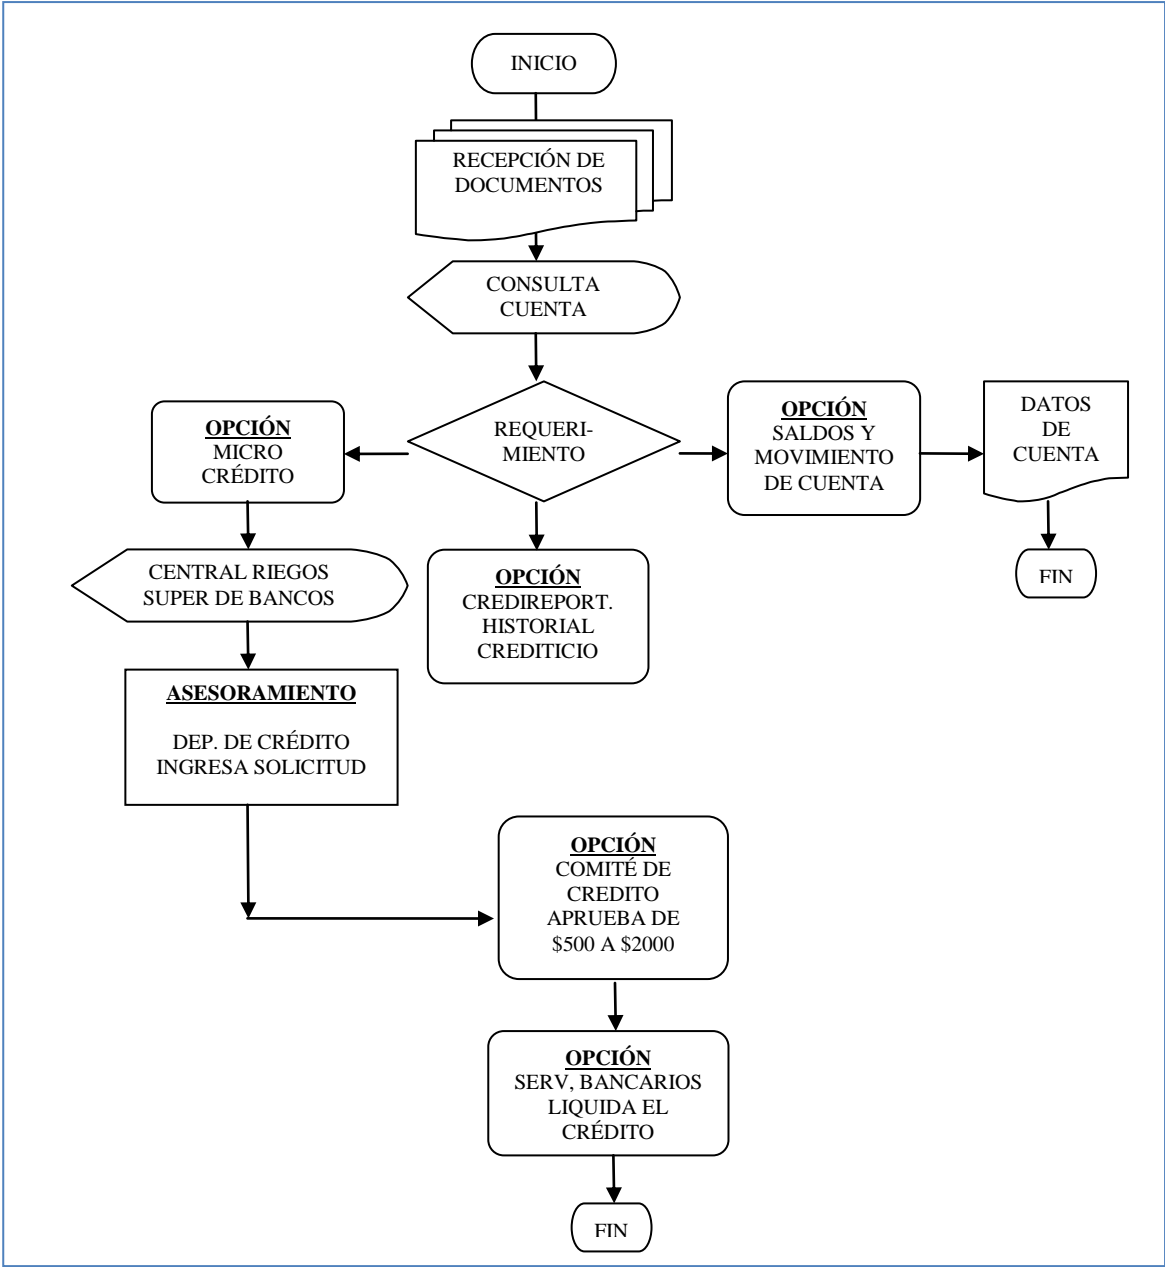 INICIO
RECEPCIÓN DE
DOCUMENTOS
CONSULTA
CUENTA
REQUERI-
MIENTO
OPCIÓN
MICRO
CRÉDITO
OPCIÓN
SALDOS Y
MOVIMIENTO
DE CUENTA
DATOS
DE
CUENTA
FIN
CENTRAL RIEGOS
SUPER DE BANCOS
OPCIÓN
CREDIREPORT.
HISTORIAL
CREDITICIO
ASESORAMIENTO
DEP. DE CRÉDITO
INGRESA SOLICITUD
OPCIÓN
COMITÉ DE
CREDITO
APRUEBA DE
$500 A $2000
OPCIÓN
SERV, BANCARIOS
LIQUIDA EL
CRÉDITO
FIN